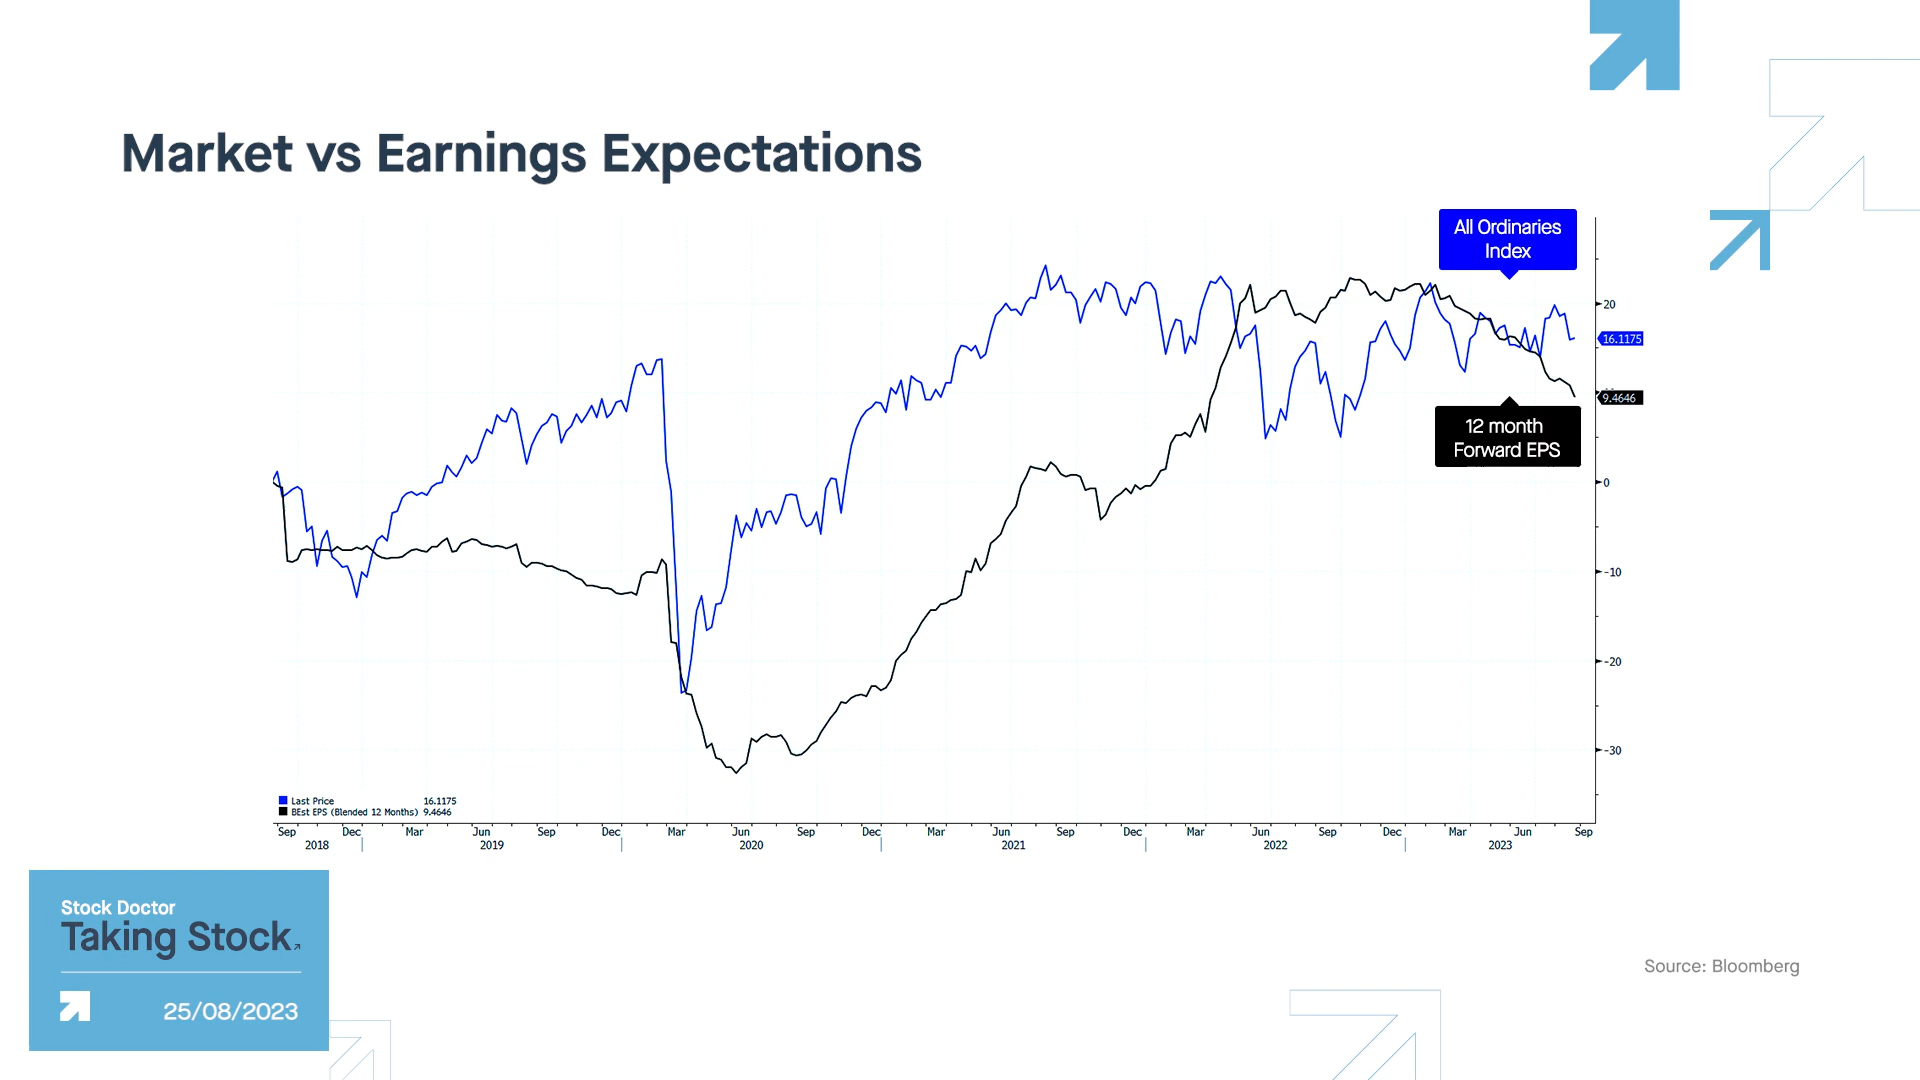 Market vs Earnings Expectations
All Ordinaries
Index
20
16.1175
9.4646
12 month
Forward EPS
0
-10
-20
-30
Last Price 16.1175
BEst EPS (Blended 12 Months) 9.4646
Sep Dec Mar Jun Sep Dec Mar Jun Sep Dec Mar Jun Sep Dec Mar Jun Sep Dec Mar Jun Sep
2018 2019 2020 2021 2022 2023
Stock Doctor
Taking Stock
25/08/2023
Source: Bloomberg